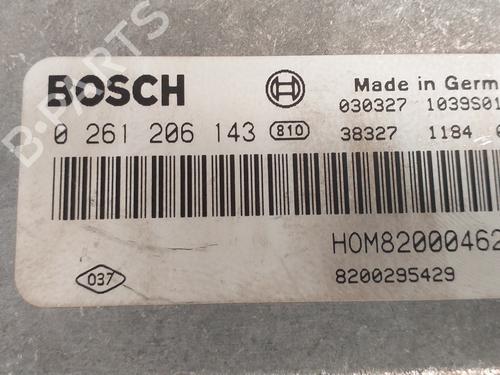 B-PARTS
BOSCH
Made in Germ
030327 1039S01
0 261 206 143 810
38327 1184
HOM82000462
037
8200295429